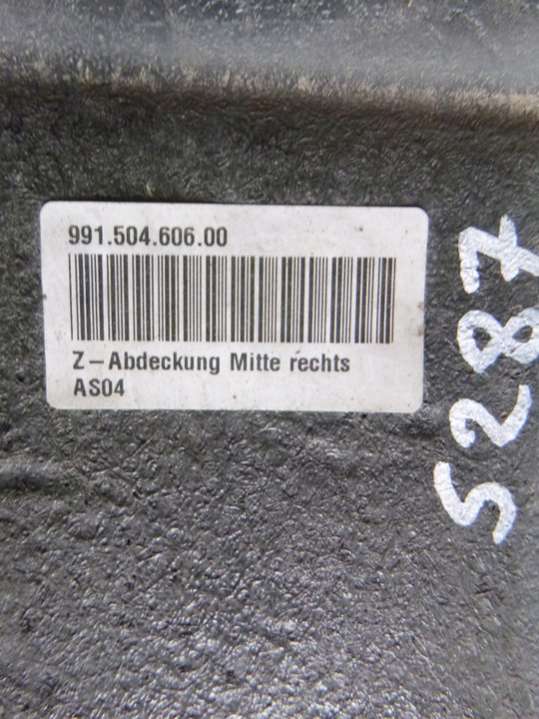 991.504.606.00
Z-Abdeckung Mitte rechts
AS04
5287